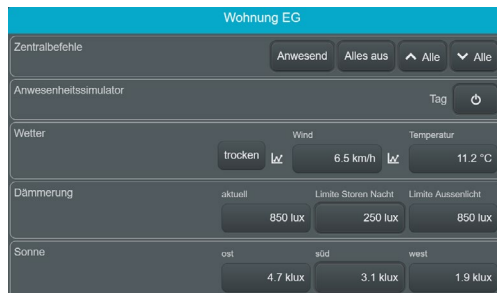 Wohnung EG
Zentralbefehle
Anwesend Alles aus Alle Alle
Anwesenheitssimulator
Tag
Wetter
Wind Temperatur
trocken 6.5 km/h 11.2 °C
Dämmerung
aktuell Limite Storen Nacht Limite Aussenlicht
850 lux 250 lux 850 lux
Sonne
ost süd west
4.7 klux 3.1 klux 1.9 klux